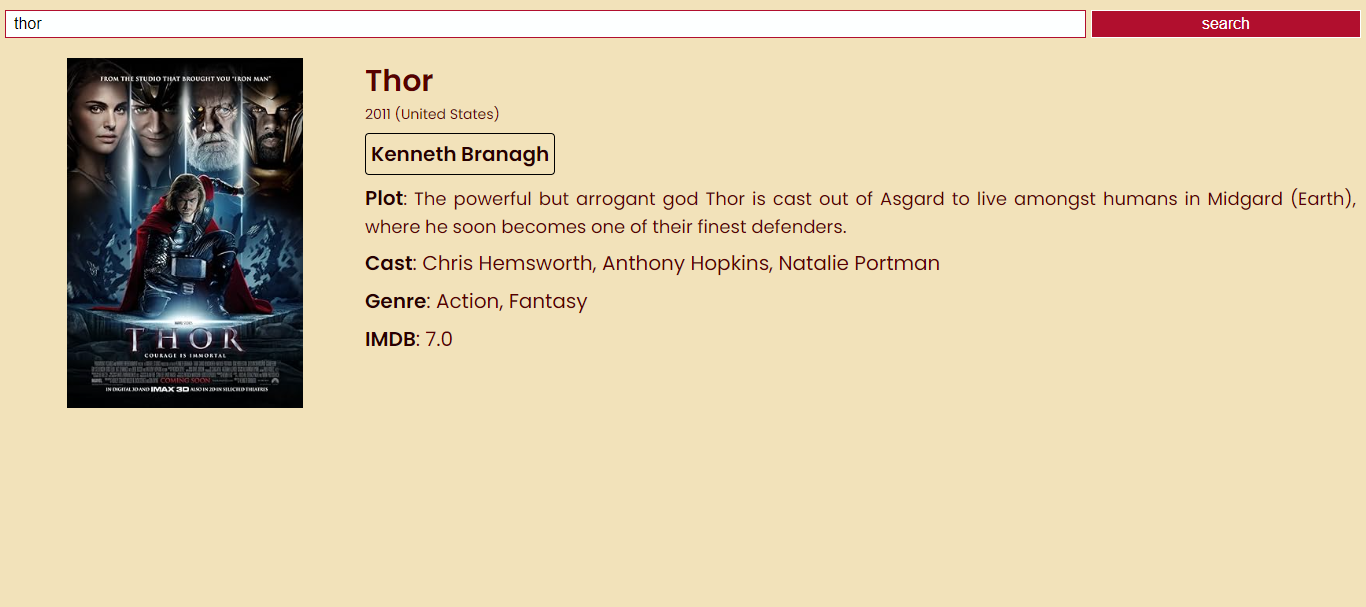 thor
search
FROM THE STUDIO THAT BROUGHT YOU "IRON MAN"
THOR
COURAGE IS IMMORTAL
COMING SOON
IN DIGITAL 3D AND IMAX 3D ALSO IN 2D IN SELECTED THEATRES
Thor
2011 (United States)
Kenneth Branagh
Plot: The powerful but arrogant god Thor is cast out of Asgard to live amongst humans in Midgard (Earth),
where he soon becomes one of their finest defenders.
Cast: Chris Hemsworth, Anthony Hopkins, Natalie Portman
Genre: Action, Fantasy
IMDB: 7.0